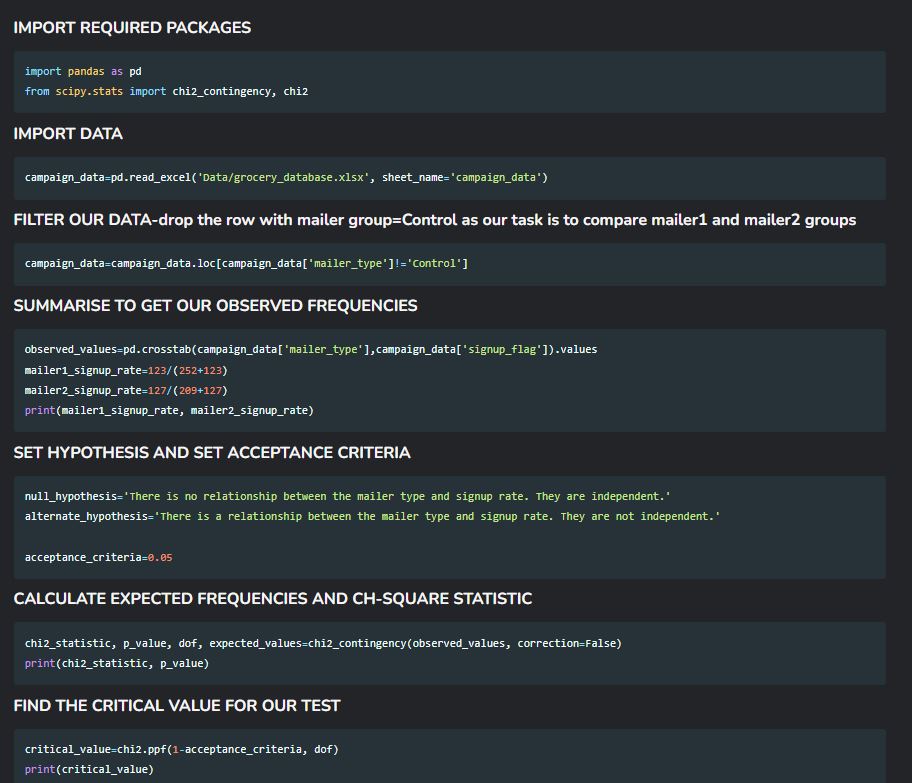 IMPORT REQUIRED PACKAGES
import pandas as pd
from scipy.stats import chi2_contingency, chi2
IMPORT DATA
campaign_data=pd.read_excel('Data/grocery_database.xlsx', sheet_name='campaign_data')
FILTER OUR DATA-drop the row with mailer group=Control as our task is to compare mailer1 and mailer2 groups
campaign_data=campaign_data.loc[campaign_data['mailer_type']!='Control']
SUMMARISE TO GET OUR OBSERVED FREQUENCIES
observed_values=pd.crosstab(campaign_data['mailer_type'],campaign_data['signup_flag']).values
mailer1_signup_rate=123/(252+123)
mailer2_signup_rate=127/(209+127)
print(mailer1_signup_rate, mailer2_signup_rate)
SET HYPOTHESIS AND SET ACCEPTANCE CRITERIA
null_hypothesis='There is no relationship between the mailer type and signup rate. They are independent.'
alternate_hypothesis='There is a relationship between the mailer type and signup rate. They are not independent.'
acceptance_criteria=0.05
CALCULATE EXPECTED FREQUENCIES AND CH-SQUARE STATISTIC
chi2_statistic, p_value, dof, expected_values=chi2_contingency(observed_values, correction=False)
print(chi2_statistic, p_value)
FIND THE CRITICAL VALUE FOR OUR TEST
critical_value=chi2.ppf(1-acceptance_criteria, dof)
print(critical_value)